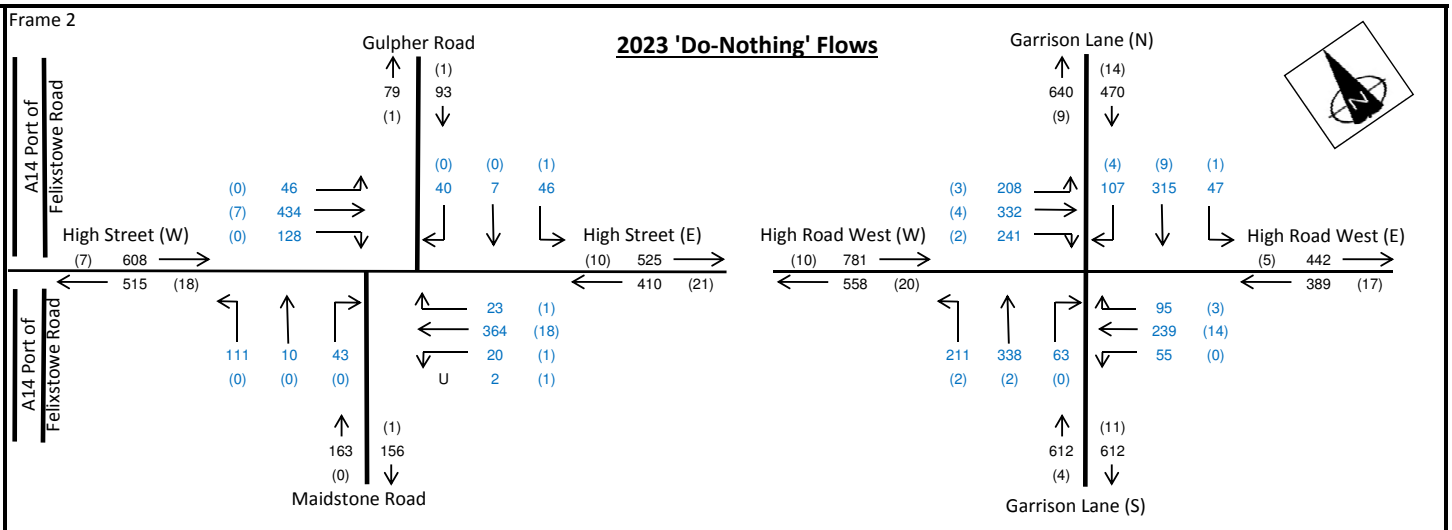 Frame 2
2023 'Do-Nothing' Flows
A14 Port of
Felixstowe Road
Gulpher Road
(1)
79 93
(1)
(0) (0) (1)
40 7 46
(0) 46
(7) 434
(0) 128
High Street (W)
(7) 608
515 (18)
High Street (E)
(10) 525
410 (21)
23 (1)
364 (18)
20 (1)
U 2 (1)
111 10 43
(0) (0) (0)
(1)
163 156
(0)
Maidstone Road
A14 Port of
Felixstowe Road
Garrison Lane (N)
(14)
640 470
(9)
(4) (9) (1)
107 315 47
(3) 208
(4) 332
(2) 241
High Road West (W)
(10) 781
558 (20)
High Road West (E)
(5) 442
389 (17)
95 (3)
239 (14)
55 (0)
211 338 63
(2) (2) (0)
(11)
612 612
(4)
Garrison Lane (S)
N